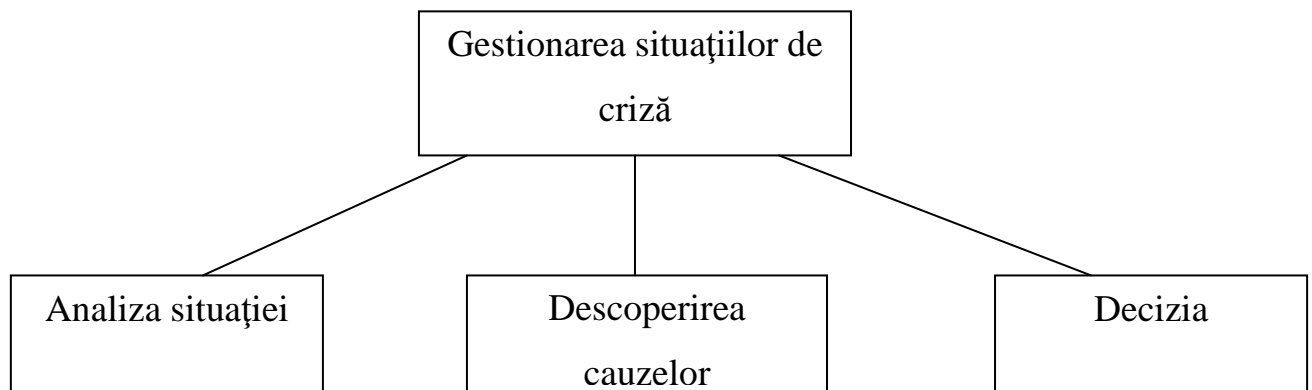 Gestionarea situaţiilor de
criză
Analiza situaţiei
Descoperirea
cauzelor
Decizia